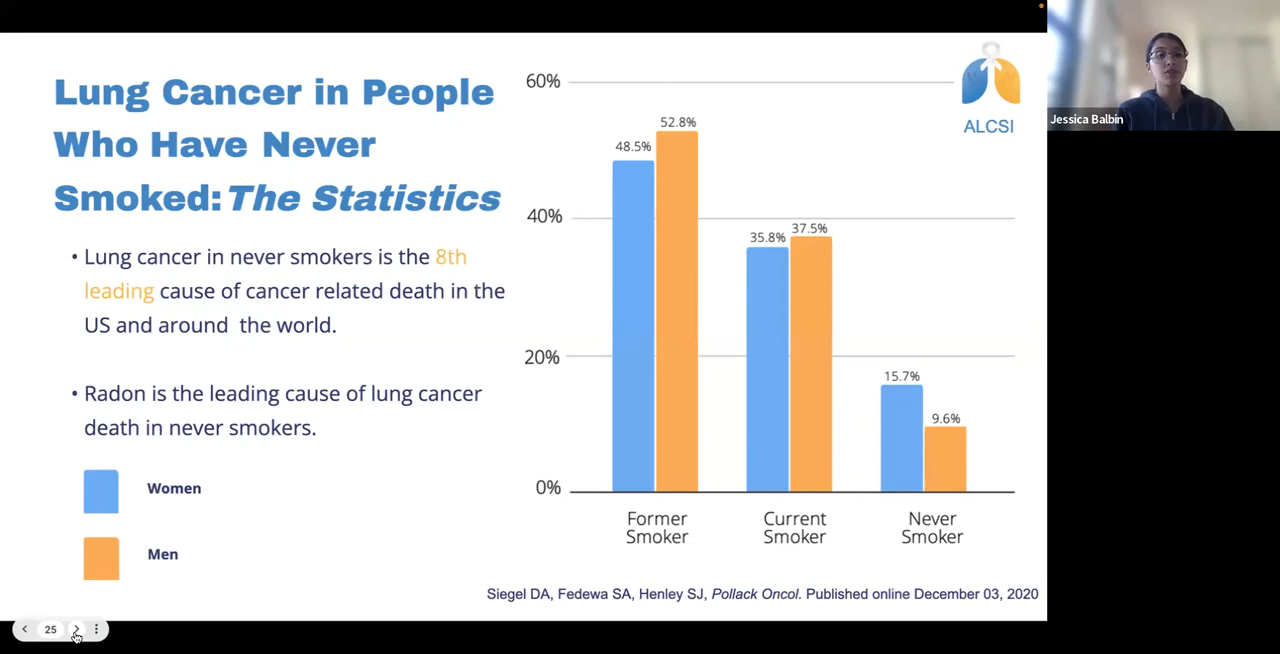 Lung Cancer in People
Who Have Never
Smoked: The Statistics
• Lung cancer in never smokers is the 8th
leading cause of cancer related death in the
US and around the world.
• Radon is the leading cause of lung cancer
death in never smokers.
Women
Men
60%
40%
20%
0%
48.5%
52.8%
35.8%
37.5%
15.7%
9.6%
Former
Smoker
Current
Smoker
Never
Smoker
ALCSI
Siegel DA, Fedewa SA, Henley SJ, Pollack Oncol. Published online December 03, 2020
Jessica Balbin
25